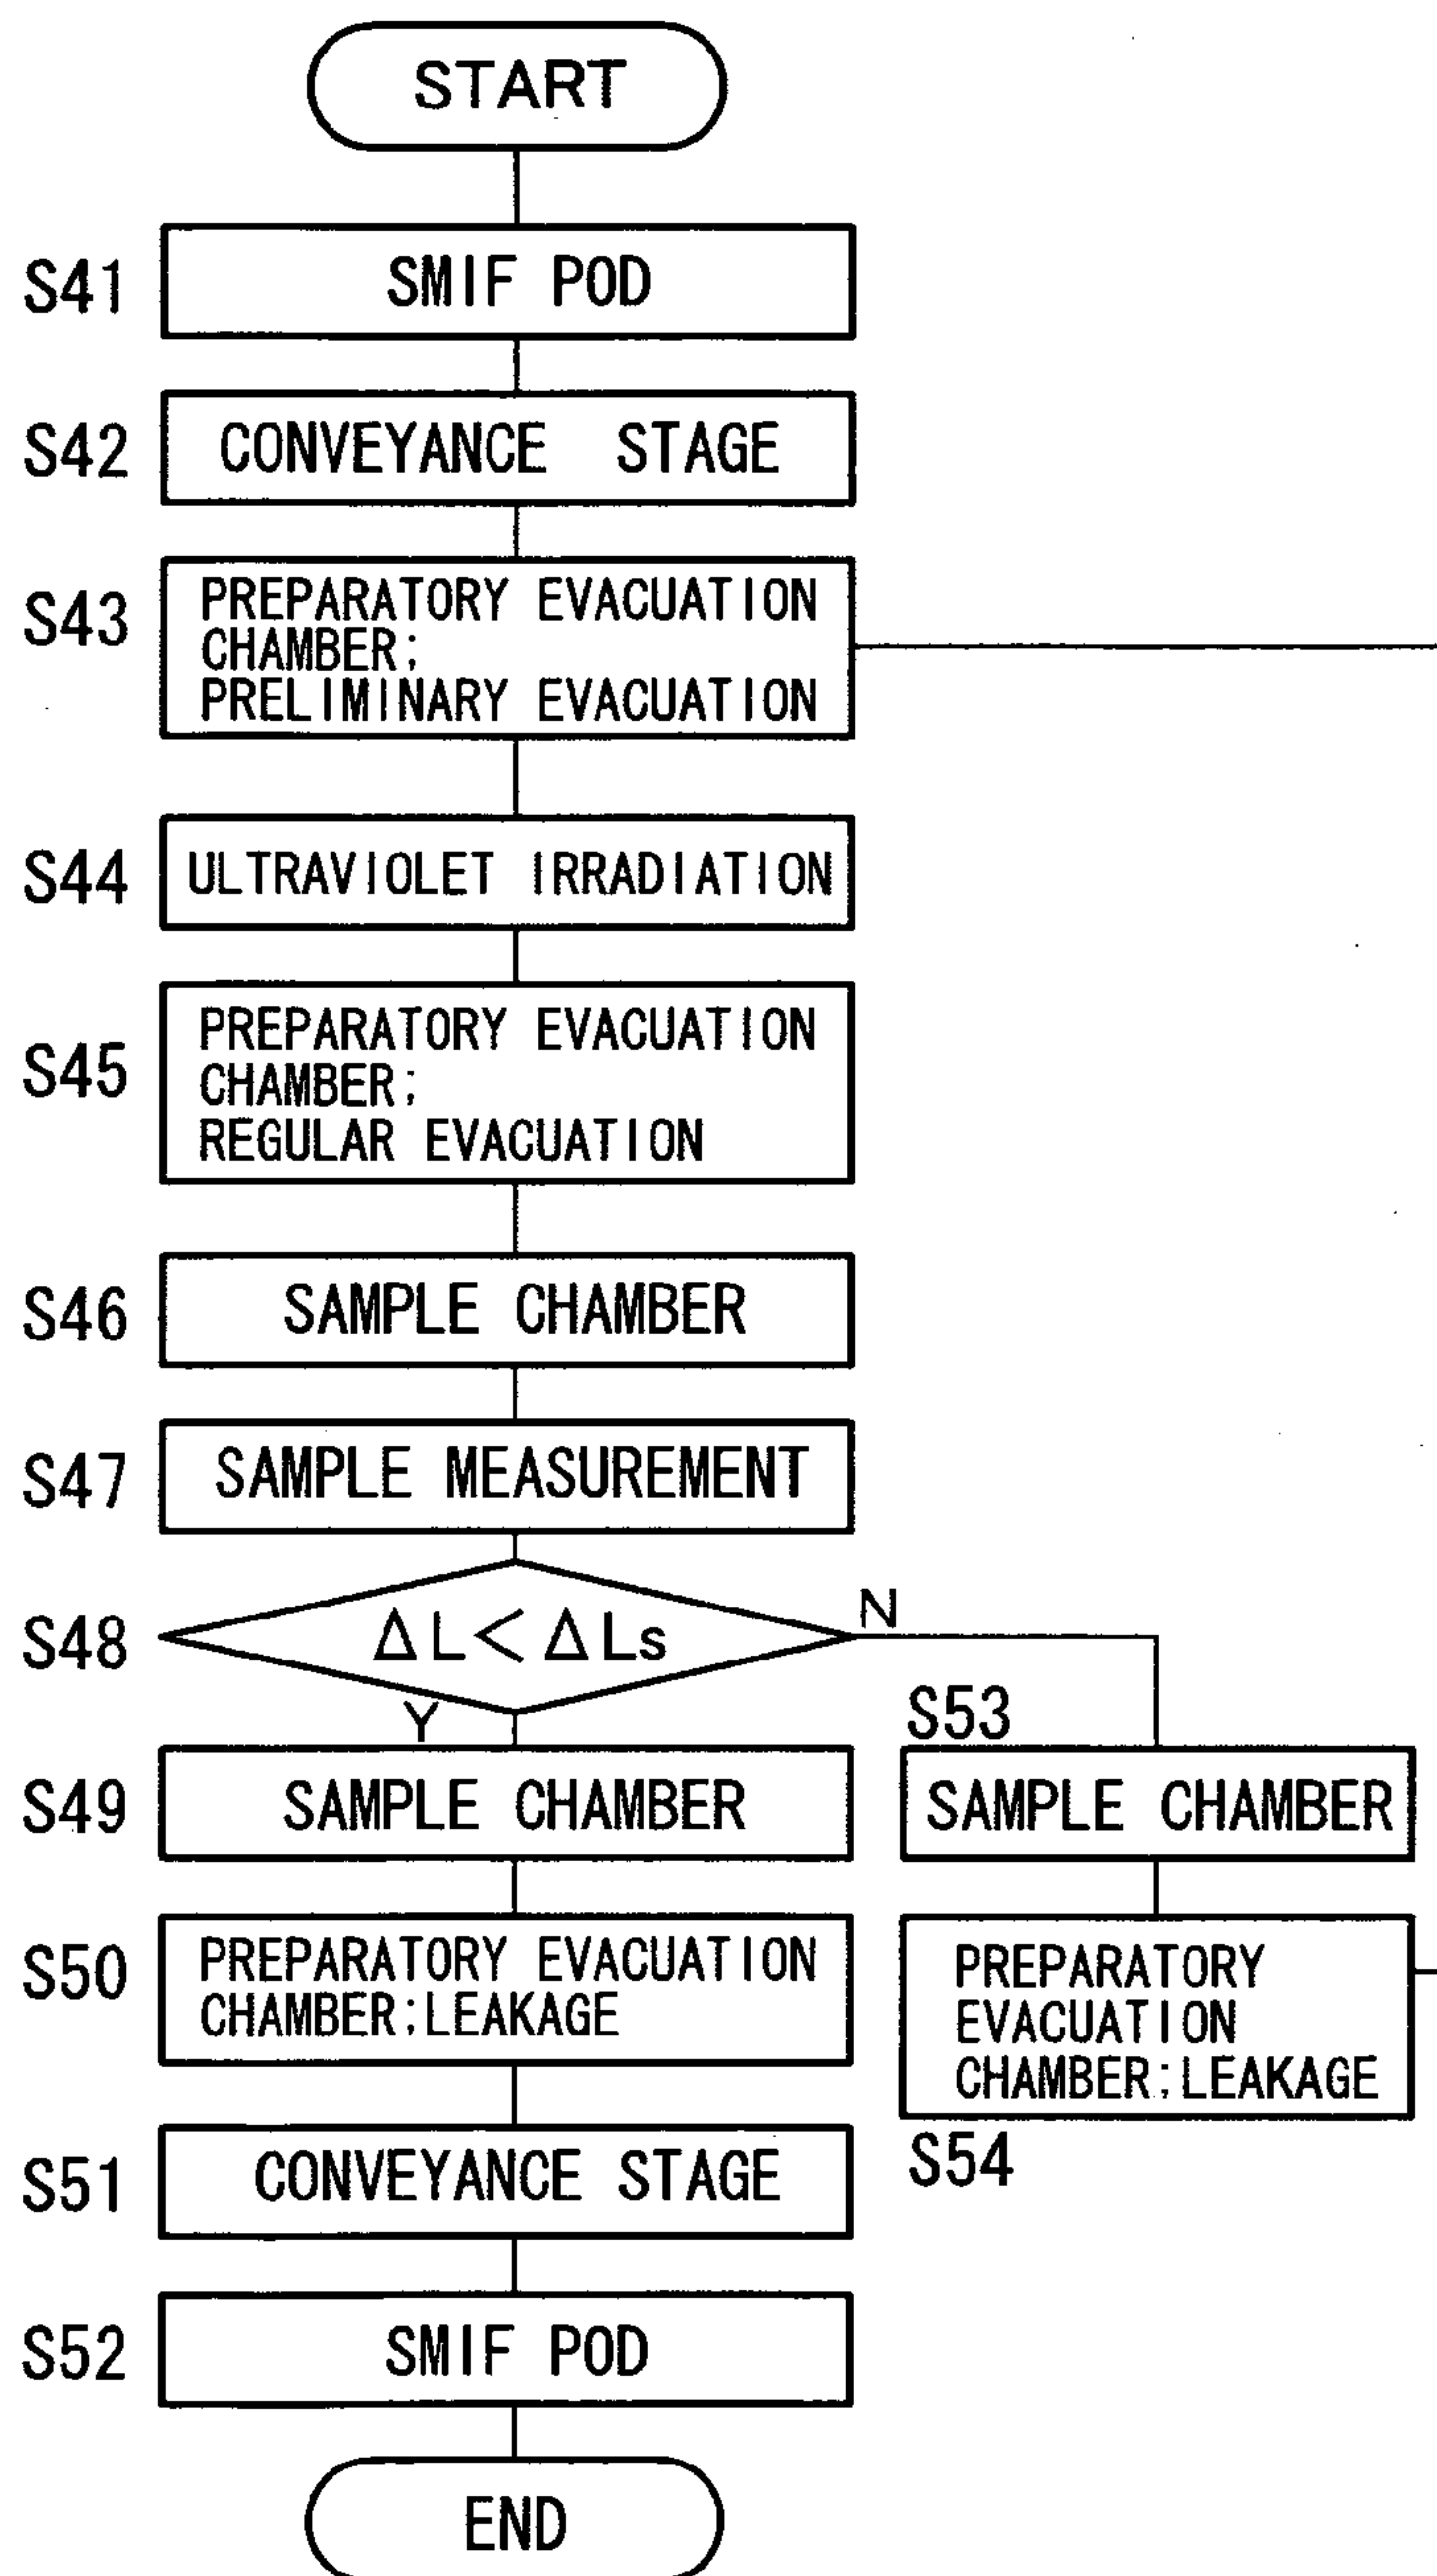 START
S41
SMIF POD
S42
CONVEYANCE STAGE
S43
PREPARATORY EVACUATION
CHAMBER;
PRELIMINARY EVACUATION
S44
ULTRAVIOLET IRRADIATION
S45
PREPARATORY EVACUATION
CHAMBER;
REGULAR EVACUATION
S46
SAMPLE CHAMBER
S47
SAMPLE MEASUREMENT
S48
ΔL<ΔLs
N
Y
S49
SAMPLE CHAMBER
S50
PREPARATORY EVACUATION
CHAMBER;LEAKAGE
S51
CONVEYANCE STAGE
S52
SMIF POD
END
S53
SAMPLE CHAMBER
PREPARATORY
EVACUATION
CHAMBER;LEAKAGE
S54